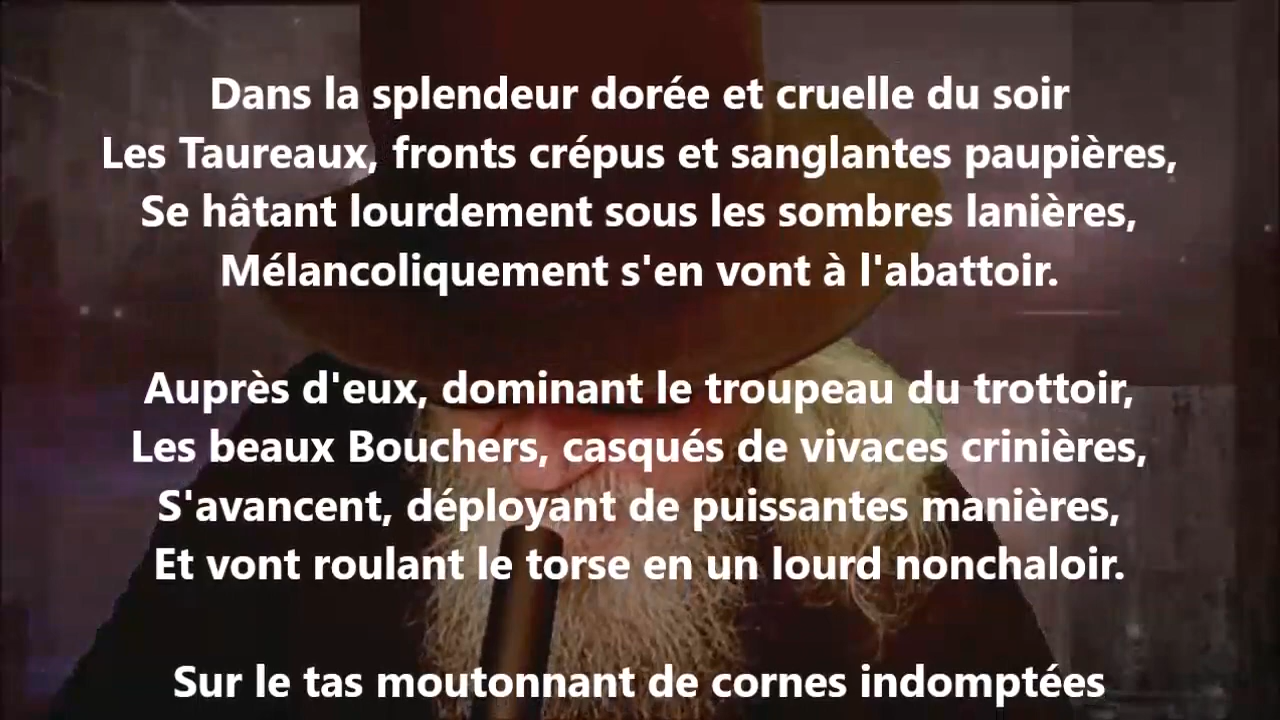 Dans la splendeur dorée et cruelle du soir
Les Taureaux, fronts crépus et sanglantes paupières,
Se hâtant lourdement sous les sombres lanières,
Mélancoliquement s'en vont à l'abattoir.
Auprès d'eux, dominant le troupeau du trottoir,
Les beaux Bouchers, casqués de vivaces crinières,
S'avancent, déployant de puissantes manières,
Et vont roulant le torse en un lourd nonchaloir.
Sur le tas moutonnant de cornes indomptées